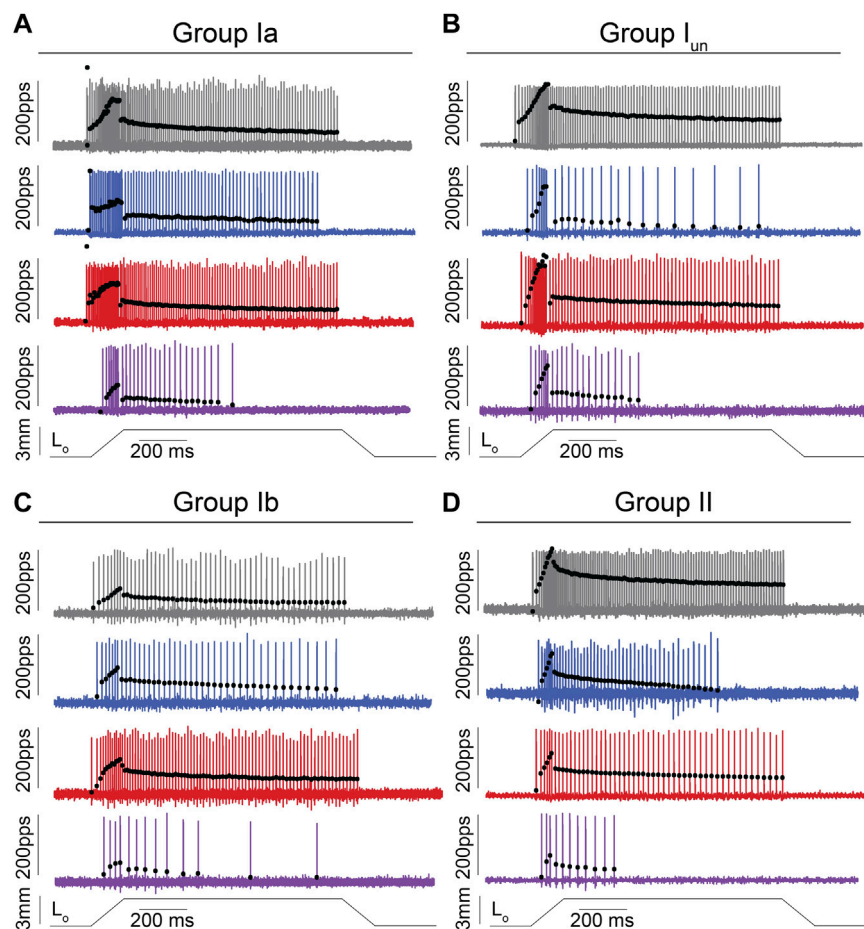 A
Group Ia
200pps
200pps
200pps
200pps
3mm
Lo
200 ms
B
Group Iun
200pps
200pps
200pps
200pps
3mm
Lo
200 ms
C
Group Ib
200pps
200pps
200pps
200pps
3mm
Lo
200 ms
D
Group II
200pps
200pps
200pps
200pps
3mm
Lo
200 ms